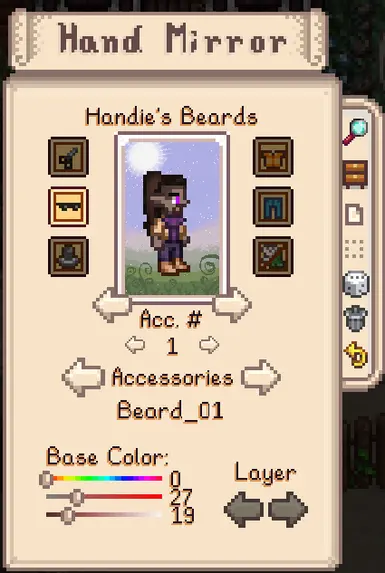 Hand Mirror
Handie's Beards
Acc. #
1
Accessories
Beard_01
Base Color:
0
27
19
Layer